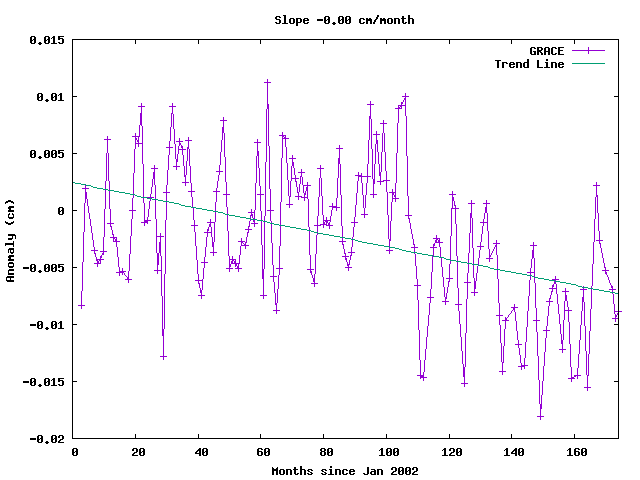 Slope -0.00 cm/month
0.015
0.01
0.005
0
-0.005
-0.01
-0.015
-0.02
Anomaly (cm)
GRACE
Trend Line
0 20 40 60 80 100 120 140 160
Months since Jan 2002